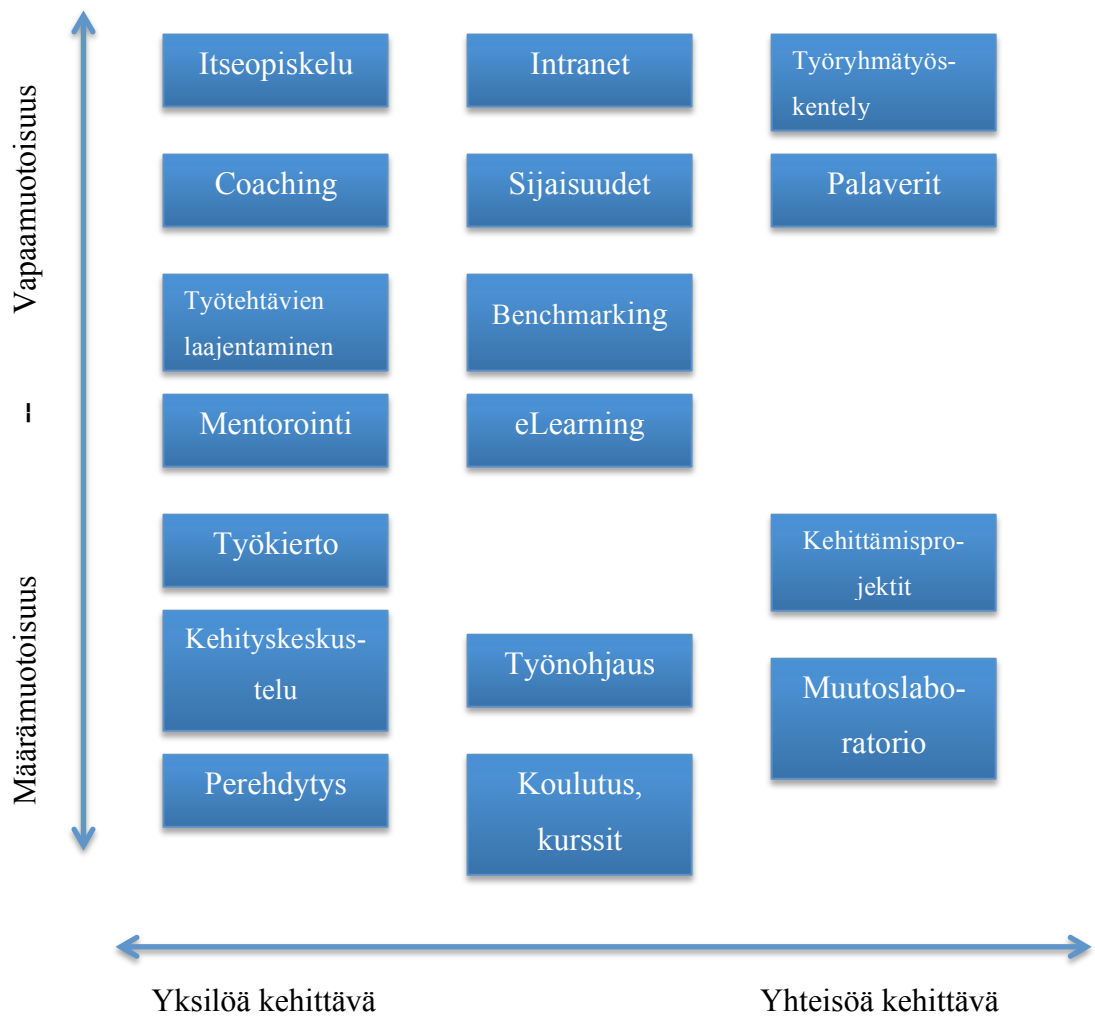 Vapaamuotoisuus
--
Määrämuotoisuus
Itseopiskelu
Intranet
Työryhmätyös-
kentely
Coaching
Sijaisuudet
Palaverit
Työtehtävien
laajentaminen
Benchmarking
Mentorointi
eLearning
Työkierto
Kehittämispro-
jektit
Kehityskeskus-
telu
Työnohjaus
Muutoslabo-
ratorio
Perehdytys
Koulutus,
kurssit
Yksilöä kehittävä
Yhteisöä kehittävä